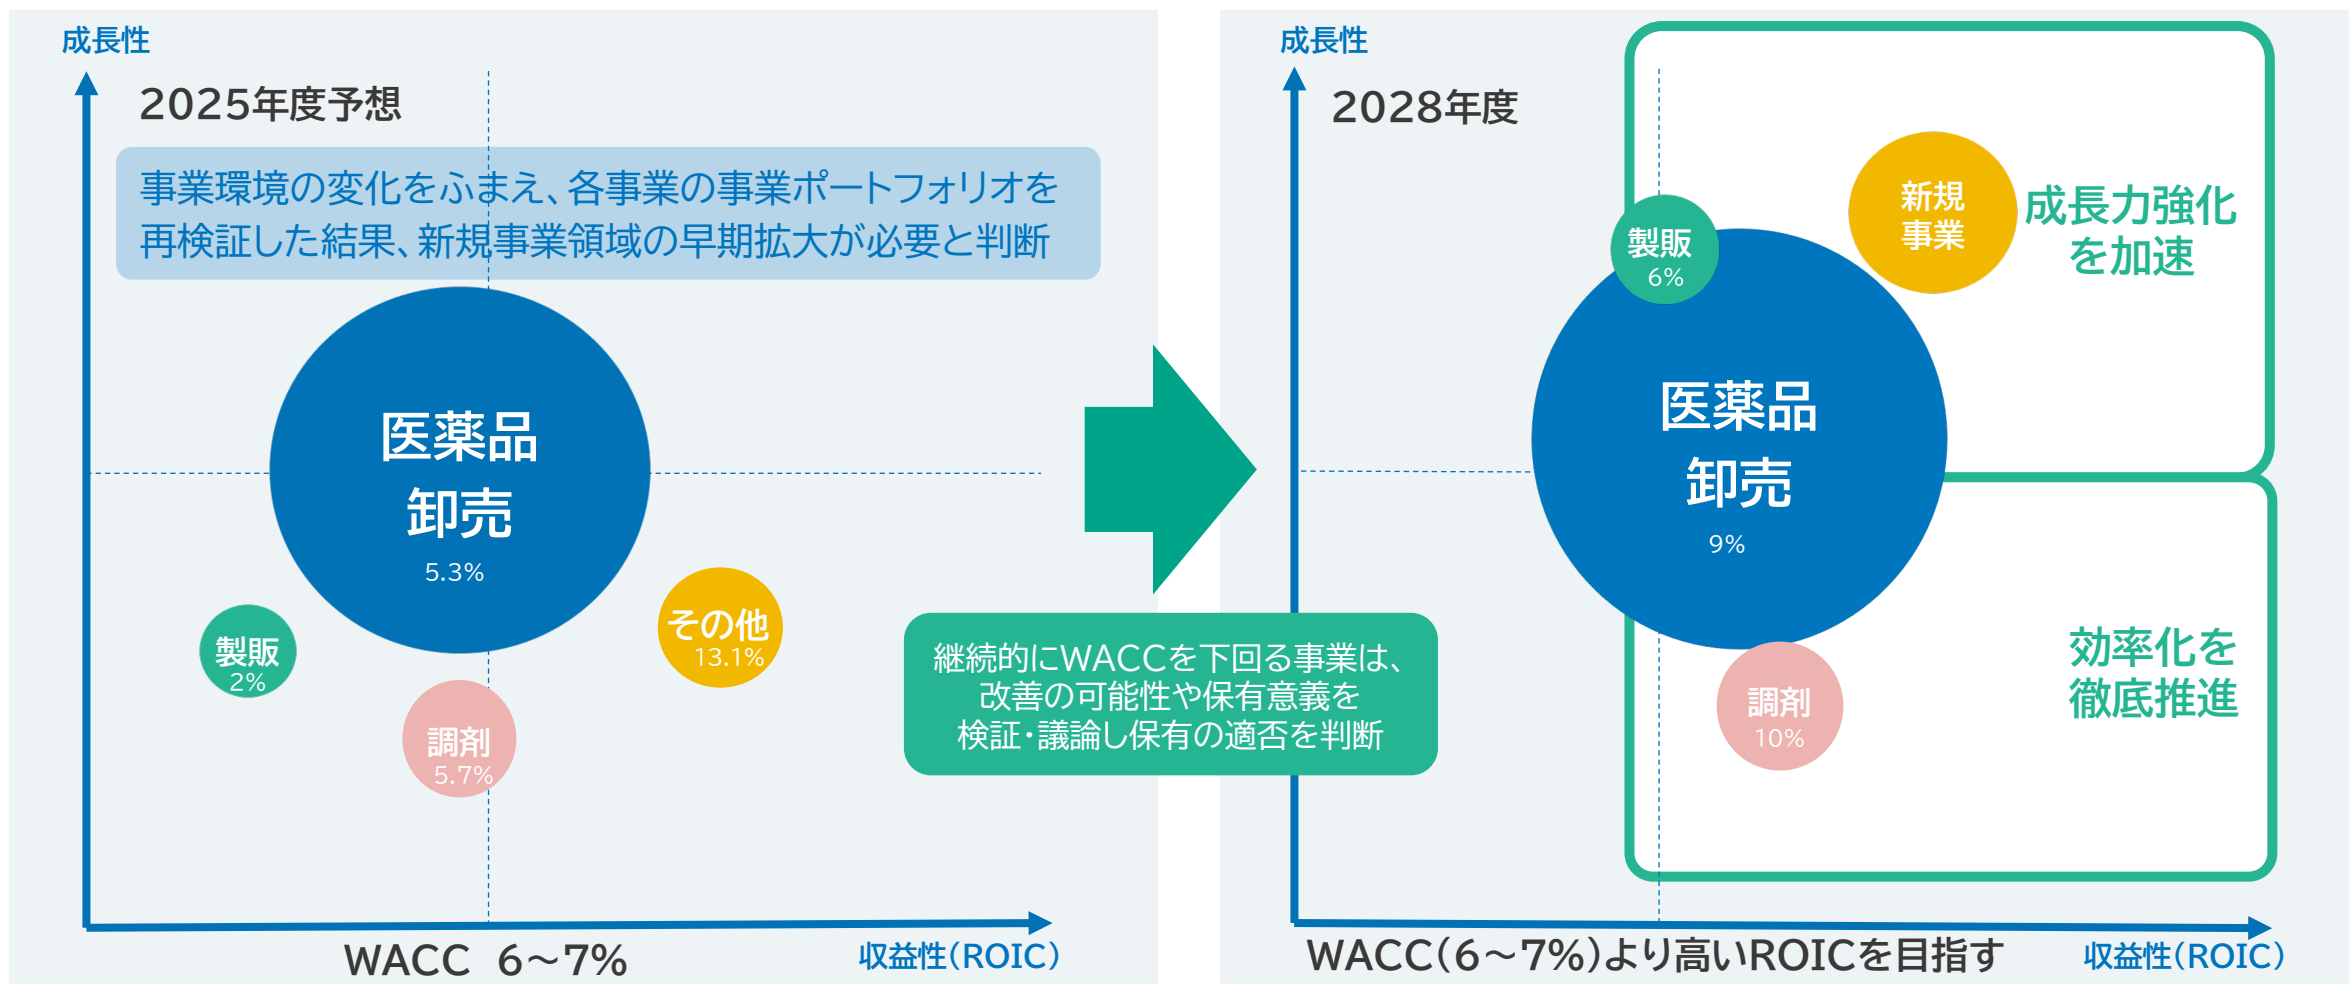 成長性
2025年度予想
事業環境の変化をふまえ、各事業の事業ポートフォリオを
再検証した結果、新規事業領域の早期拡大が必要と判断
医薬品
卸売
5.3%
製販
2%
調剤
5.7%
その他
13.1%
WACC 6～7%
収益性(ROIC)
継続的にWACCを下回る事業は、
改善の可能性や保有意義を
検証・議論し保有の適否を判断
成長性
2028年度
新規
事業
成長力強化
を加速
製販
6%
医薬品
卸売
9%
調剤
10%
効率化を
徹底推進
WACC(6～7%)より高いROICを目指す
収益性(ROIC)